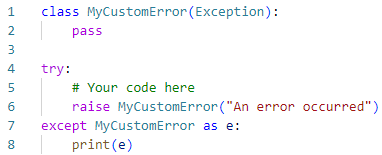 1 class MyCustomError(Exception):
2     pass
3
4 try:
5     # Your code here
6     raise MyCustomError("An error occurred")
7 except MyCustomError as e:
8     print(e)